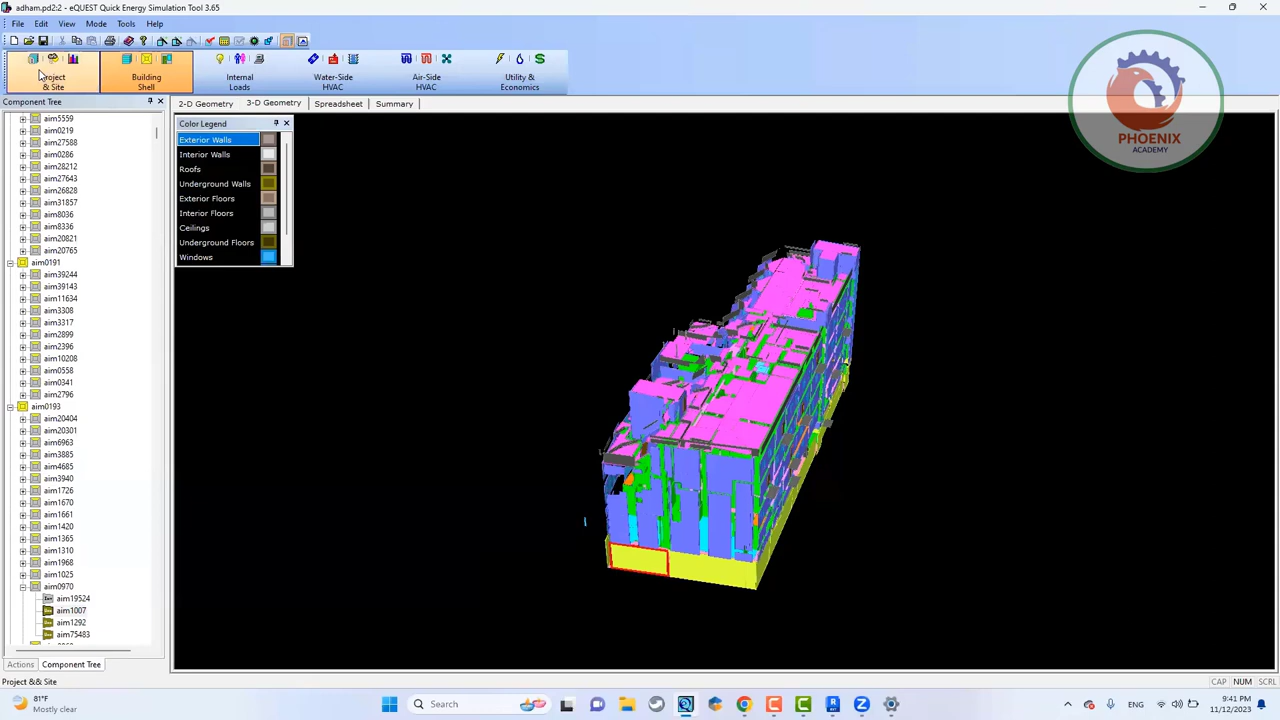 adham.pd2:2 - eQUEST Quick Energy Simulation Tool 3.65
File Edit View Mode Tools Help
Project & Site
Building Shell
Internal Loads
Water-Side HVAC
Air-Side HVAC
Utility & Economics
Component Tree
2-D Geometry 3-D Geometry Spreadsheet Summary
Color Legend
Exterior Walls
Interior Walls
Roofs
Underground Walls
Exterior Floors
Interior Floors
Ceilings
Underground Floors
Windows
aim5559
aim0219
aim27588
aim0286
aim28212
aim27643
aim26828
aim31857
aim8036
aim8336
aim20821
aim20765
aim0191
aim39244
aim39143
aim11634
aim3308
aim3317
aim2899
aim2396
aim10208
aim0558
aim0341
aim2796
aim0193
aim20404
aim20301
aim6963
aim3885
aim4685
aim3940
aim1726
aim1670
aim1661
aim1420
aim1365
aim1310
aim1968
aim1025
aim0970
aim19524
aim1007
aim1292
aim75483
Actions Component Tree
Project && Site
CAP NUM SCRL
PHOENIX
ACADEMY
81°F
Mostly clear
Search
ENG
9:41 PM
11/12/2023